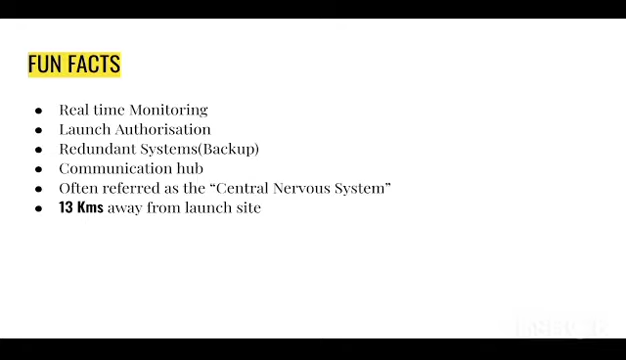 FUN FACTS
● Real time Monitoring
● Launch Authorisation
● Redundant Systems(Backup)
● Communication hub
● Often referred as the “Central Nervous System”
● 13 Kms away from launch site